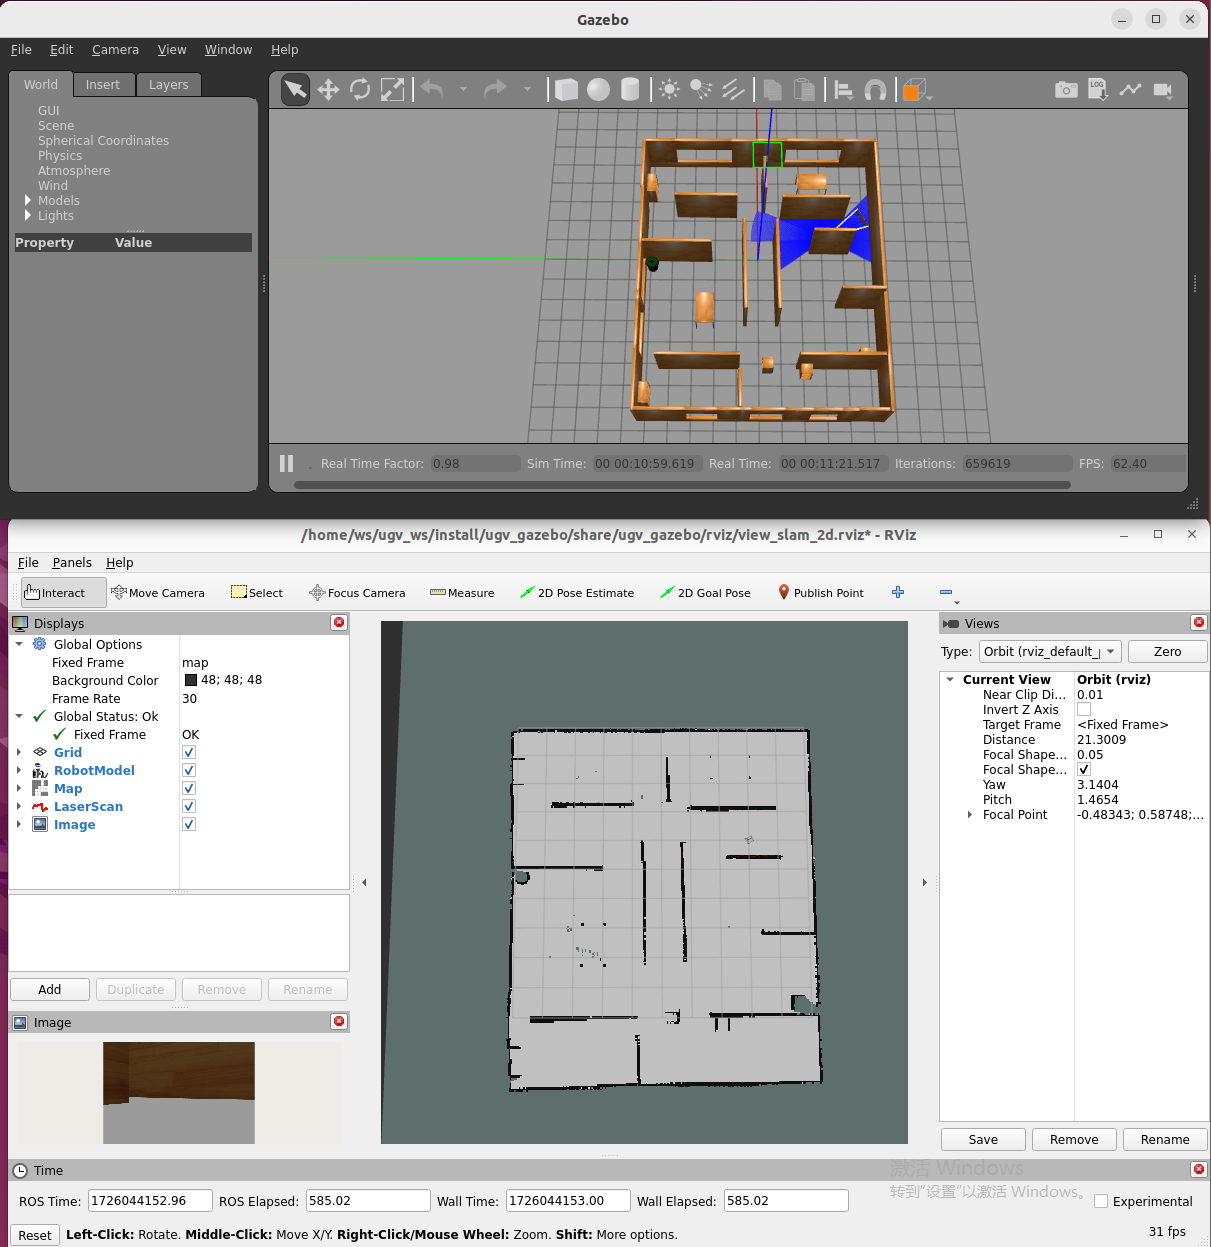 Gazebo
File Edit Camera View Window Help
World Insert Layers
GUI
Scene
Spherical Coordinates
Physics
Atmosphere
Wind
Models
Lights
Property Value
LOG
Real Time Factor: 0.98 Sim Time: 00 00:10:59.619 Real Time: 00 00:11:21.517 Iterations: 659619 FPS: 62.40
/home/ws/ugv_ws/install/ugv_gazebo/share/ugv_gazebo/rviz/view_slam_2d.rviz* - RViz
File Panels Help
Interact Move Camera Select Focus Camera Measure 2D Pose Estimate 2D Goal Pose Publish Point
Displays
Global Options
Fixed Frame map
Background Color 48; 48; 48
Frame Rate 30
Global Status: Ok
Fixed Frame OK
Grid
RobotModel
Map
LaserScan
Image
Add Duplicate Remove Rename
Image
Views
Type: Orbit (rviz_default_ Zero
Current View Orbit (rviz)
Near Clip Di... 0.01
Invert Z Axis
Target Frame <Fixed Frame>
Distance 21.3009
Focal Shape... 0.05
Focal Shape...
Yaw 3.1404
Pitch 1.4654
Focal Point -0.48343; 0.58748;...
Save Remove Rename
Time
激活 Windows
转到"设置"以激活 Windows。
ROS Time: 1726044152.96 ROS Elapsed: 585.02 Wall Time: 1726044153.00 Wall Elapsed: 585.02 Experimental
Reset Left-Click: Rotate. Middle-Click: Move X/Y. Right-Click/Mouse Wheel: Zoom. Shift: More options. 31 fps